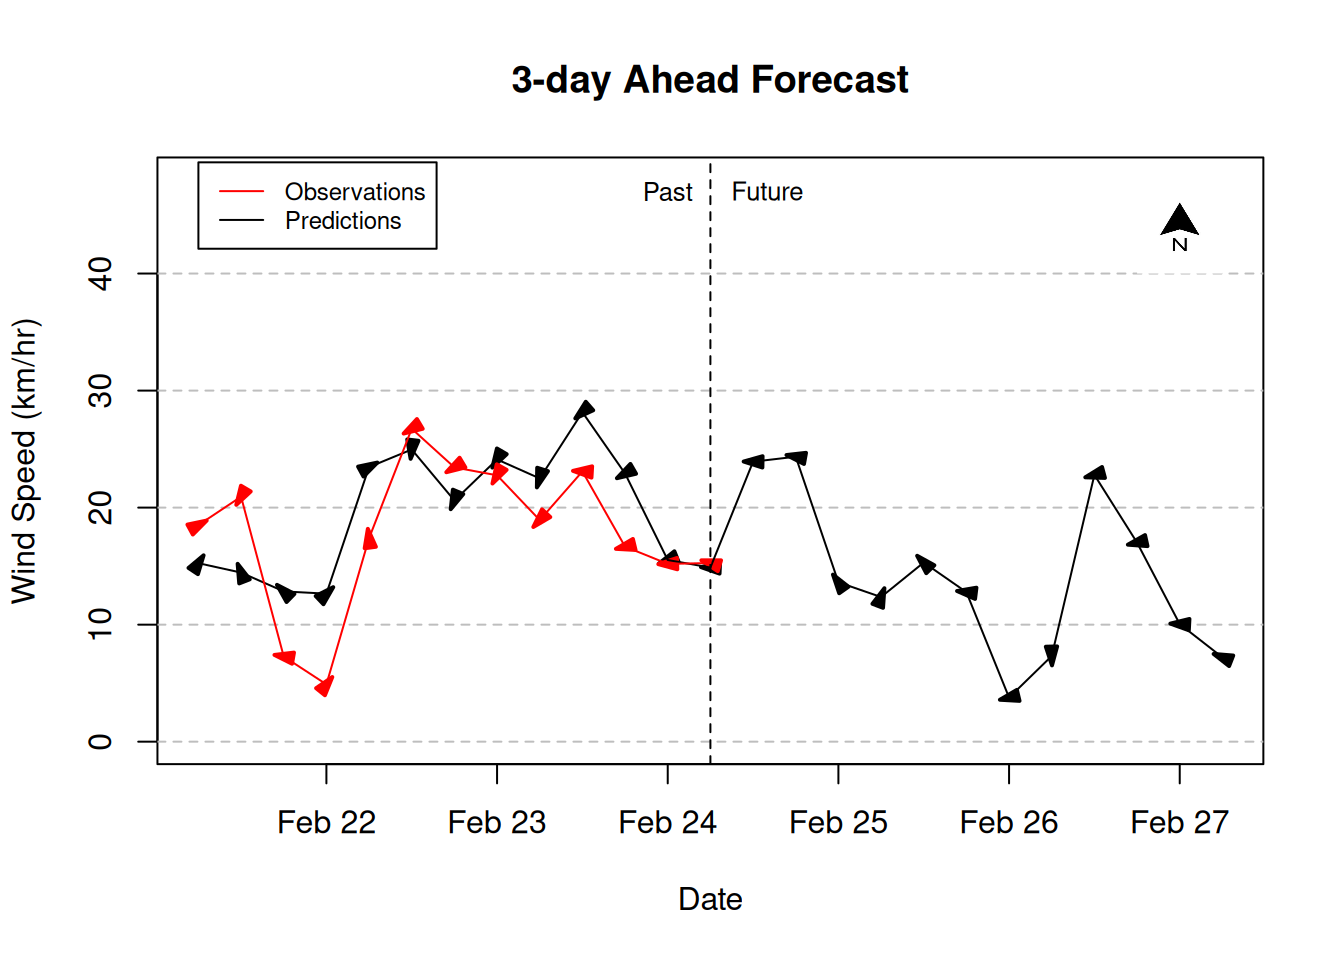 3-day Ahead Forecast
Observations
Predictions
Past
Future
N
Wind Speed (km/hr)
40
30
20
10
0
Feb 22
Feb 23
Feb 24
Feb 25
Feb 26
Feb 27
Date